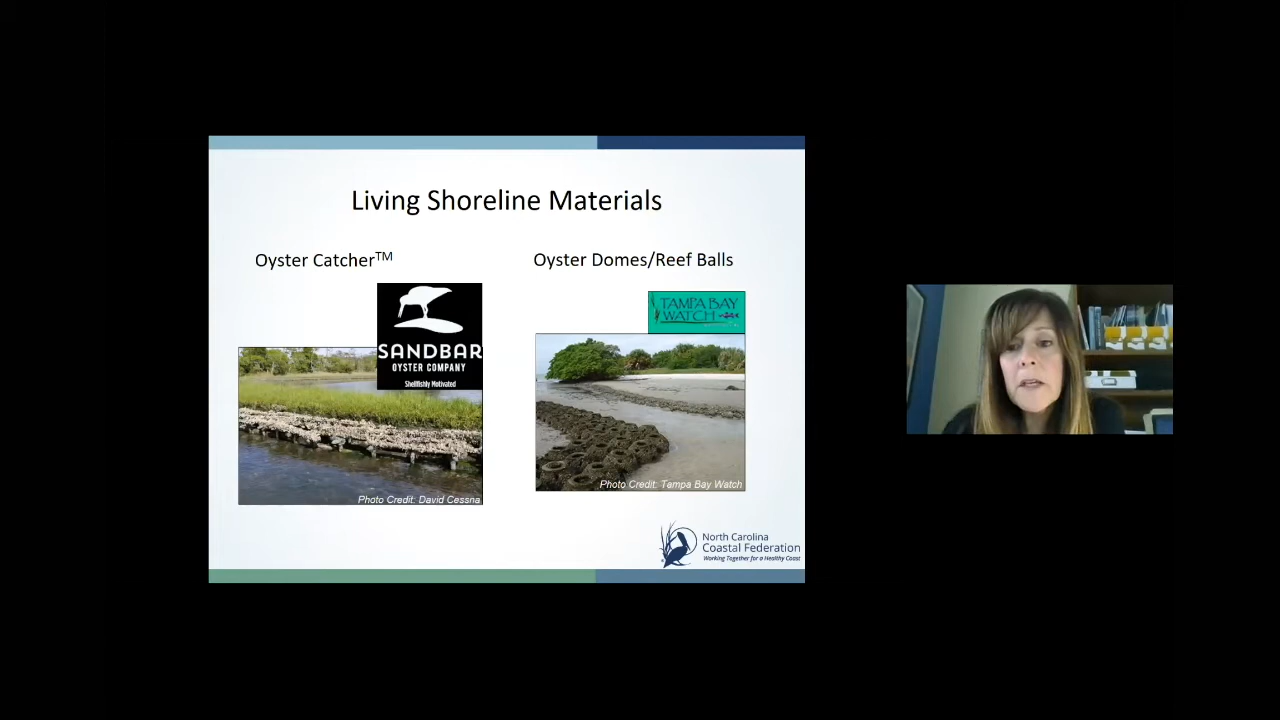 Living Shoreline Materials
Oyster Catcher™
Oyster Domes/Reef Balls
SANDBAR
OYSTER COMPANY
Shellfishly Motivated
TAMPA BAY
WATCH
Photo Credit: David Cessna
Photo Credit: Tampa Bay Watch
North Carolina
Coastal Federation
Working Together for a Healthy Coast